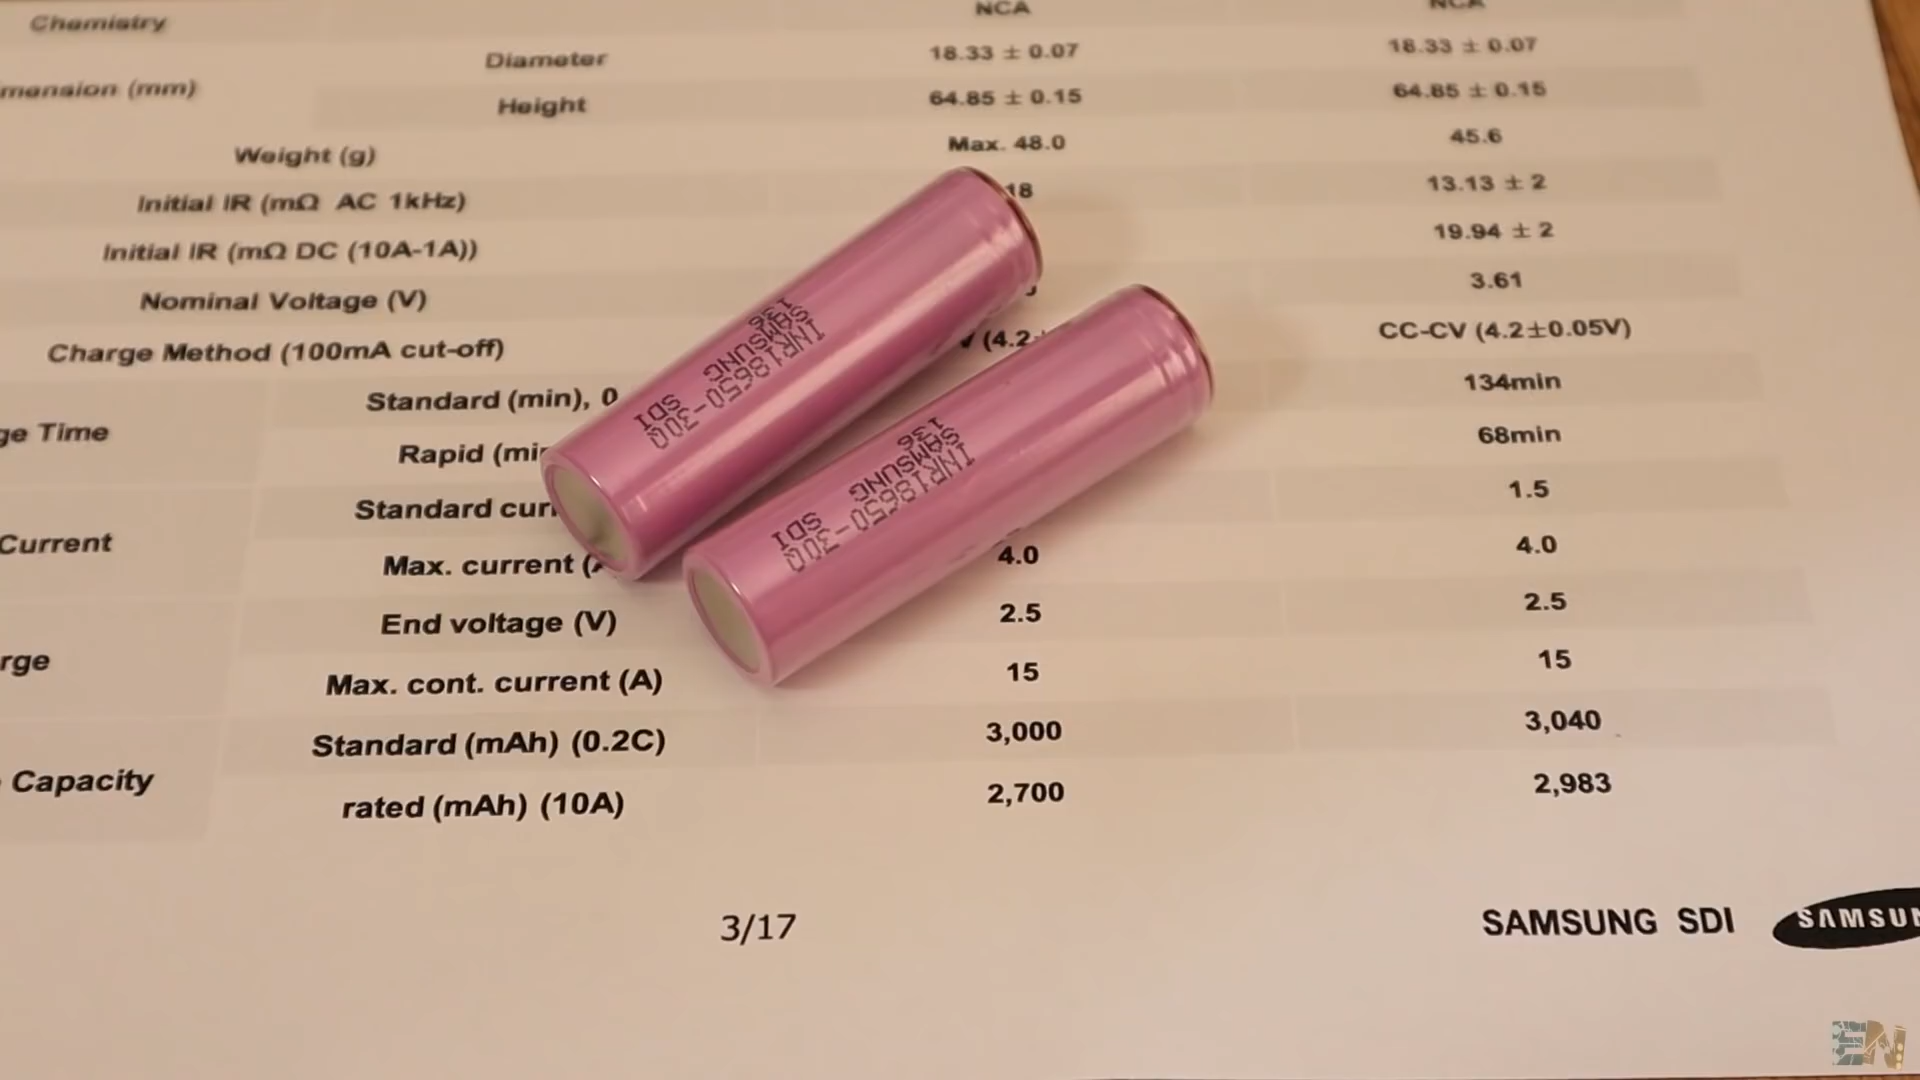 Chemistry NCA NCA
mension (mm) Diameter 18.33 ± 0.07 18.33 ± 0.07
Height 64.85 ± 0.15 64.85 ± 0.15
Weight (g) Max. 48.0 45.6
Initial IR (mΩ AC 1kHz) 18 13.13 ± 2
Initial IR (mΩ DC (10A-1A)) 19.94 ± 2
Nominal Voltage (V) 3.61
Charge Method (100mA cut-off) (4.2 CC-CV (4.2±0.05V)
ge Time Standard (min), 0 134min
Rapid (mi 68min
Current Standard cur 1.5
Max. current ( 4.0 4.0
End voltage (V) 2.5 2.5
rge Max. cont. current (A) 15 15
Capacity Standard (mAh) (0.2C) 3,000 3,040
rated (mAh) (10A) 2,700 2,983
INR18650-30Q
SAMSUNG SDI
136
INR18650-30Q
SAMSUNG SDI
136
3/17
SAMSUNG SDI SAMSUN
EN